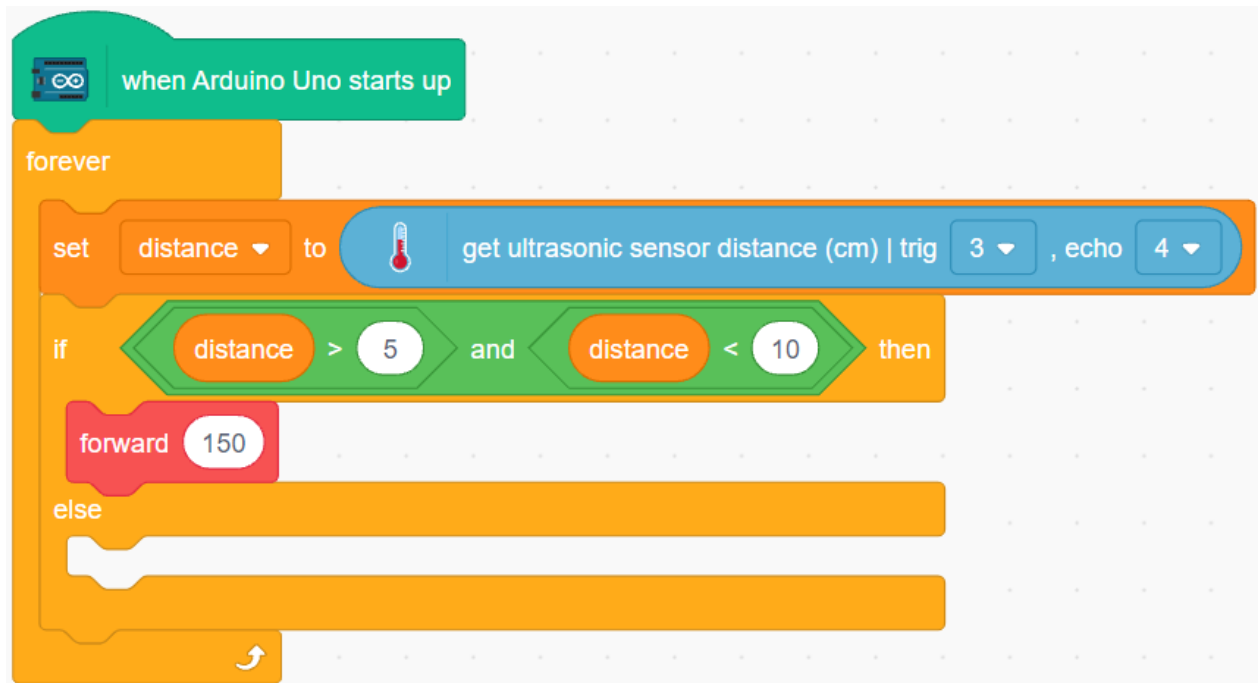 when Arduino Uno starts up
forever
set distance to get ultrasonic sensor distance (cm) | trig 3 , echo 4
if distance > 5 and distance < 10 then
forward 150
else